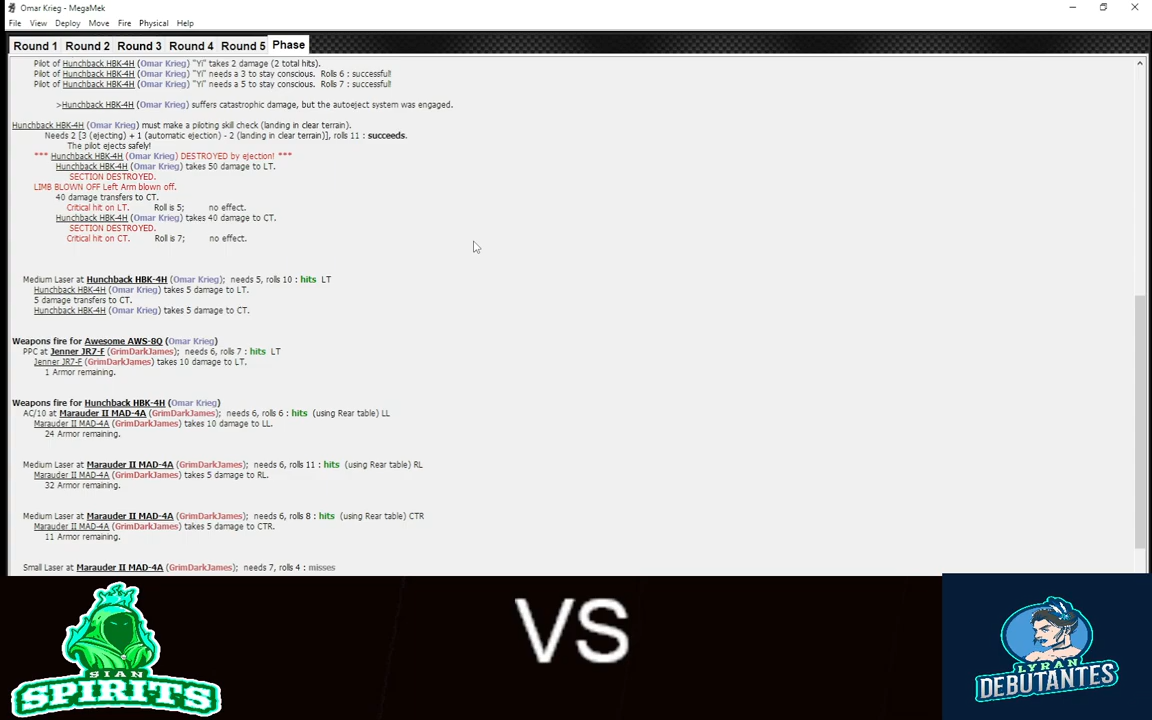 Omar Krieg - MegaMek
File View Deploy Move Fire Physical Help
Round 1 Round 2 Round 3 Round 4 Round 5 Phase
Pilot of Hunchback HBK-4H (Omar Krieg) "Yi" takes 2 damage (2 total hits).
Pilot of Hunchback HBK-4H (Omar Krieg) "Yi" needs a 3 to stay conscious. Rolls 6 : successful!
Pilot of Hunchback HBK-4H (Omar Krieg) "Yi" needs a 5 to stay conscious. Rolls 7 : successful!
>Hunchback HBK-4H (Omar Krieg) suffers catastrophic damage, but the autoeject system was engaged.
Hunchback HBK-4H (Omar Krieg) must make a piloting skill check (landing in clear terrain).
Needs 2 [3 (ejecting) + 1 (automatic ejection) - 2 (landing in clear terrain)], rolls 11 : succeeds.
The pilot ejects safely!
*** Hunchback HBK-4H (Omar Krieg) DESTROYED by ejection! ***
Hunchback HBK-4H (Omar Krieg) takes 50 damage to LT.
SECTION DESTROYED.
LIMB BLOWN OFF Left Arm blown off.
40 damage transfers to CT.
Critical hit on LT. Roll is 5; no effect.
Hunchback HBK-4H (Omar Krieg) takes 40 damage to CT.
SECTION DESTROYED.
Critical hit on CT. Roll is 7; no effect.
Medium Laser at Hunchback HBK-4H (Omar Krieg); needs 5, rolls 10 : hits LT
Hunchback HBK-4H (Omar Krieg) takes 5 damage to LT.
5 damage transfers to CT.
Hunchback HBK-4H (Omar Krieg) takes 5 damage to CT.
Weapons fire for Awesome AWS-8Q (Omar Krieg)
PPC at Jenner JR7-F (GrimDarkJames); needs 6, rolls 7 : hits LT
Jenner JR7-F (GrimDarkJames) takes 10 damage to LT.
1 Armor remaining.
Weapons fire for Hunchback HBK-4H (Omar Krieg)
AC/10 at Marauder II MAD-4A (GrimDarkJames); needs 6, rolls 6 : hits (using Rear table) LL
Marauder II MAD-4A (GrimDarkJames) takes 10 damage to LL.
24 Armor remaining.
Medium Laser at Marauder II MAD-4A (GrimDarkJames); needs 6, rolls 11 : hits (using Rear table) RL
Marauder II MAD-4A (GrimDarkJames) takes 5 damage to RL.
32 Armor remaining.
Medium Laser at Marauder II MAD-4A (GrimDarkJames); needs 6, rolls 8 : hits (using Rear table) CTR
Marauder II MAD-4A (GrimDarkJames) takes 5 damage to CTR.
11 Armor remaining.
Small Laser at Marauder II MAD-4A (GrimDarkJames); needs 7, rolls 4 : misses
SIAN
SPIRITS
VS
LYRAN
DEBUTANTES